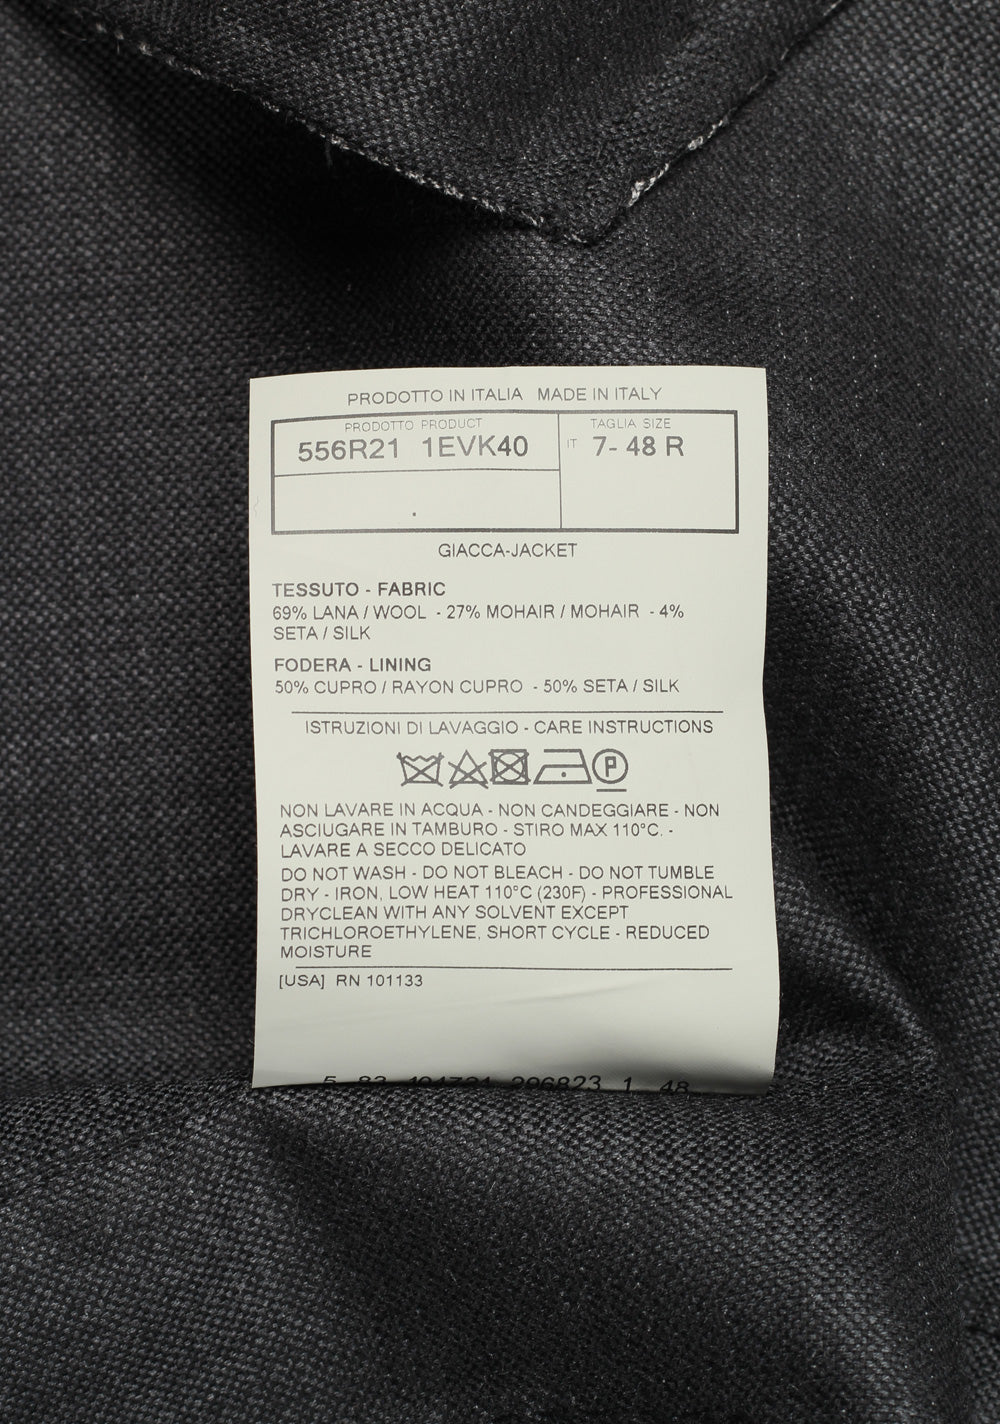 PRODOTTO IN ITALIA MADE IN ITALY
PRODOTTO PRODUCT
556R21 1EVK40
TAGLIA SIZE
IT 7- 48 R
GIACCA-JACKET
TESSUTO - FABRIC
69% LANA / WOOL - 27% MOHAIR / MOHAIR - 4%
SETA / SILK
FODERA - LINING
50% CUPRO / RAYON CUPRO - 50% SETA / SILK
ISTRUZIONI DI LAVAGGIO - CARE INSTRUCTIONS
P
NON LAVARE IN ACQUA - NON CANDEGGIARE - NON
ASCIUGARE IN TAMBURO - STIRO MAX 110°C. -
LAVARE A SECCO DELICATO
DO NOT WASH - DO NOT BLEACH - DO NOT TUMBLE
DRY - IRON, LOW HEAT 110°C (230F) - PROFESSIONAL
DRYCLEAN WITH ANY SOLVENT EXCEPT
TRICHLOROETHYLENE, SHORT CYCLE - REDUCED
MOISTURE
[USA] RN 101133
1 48